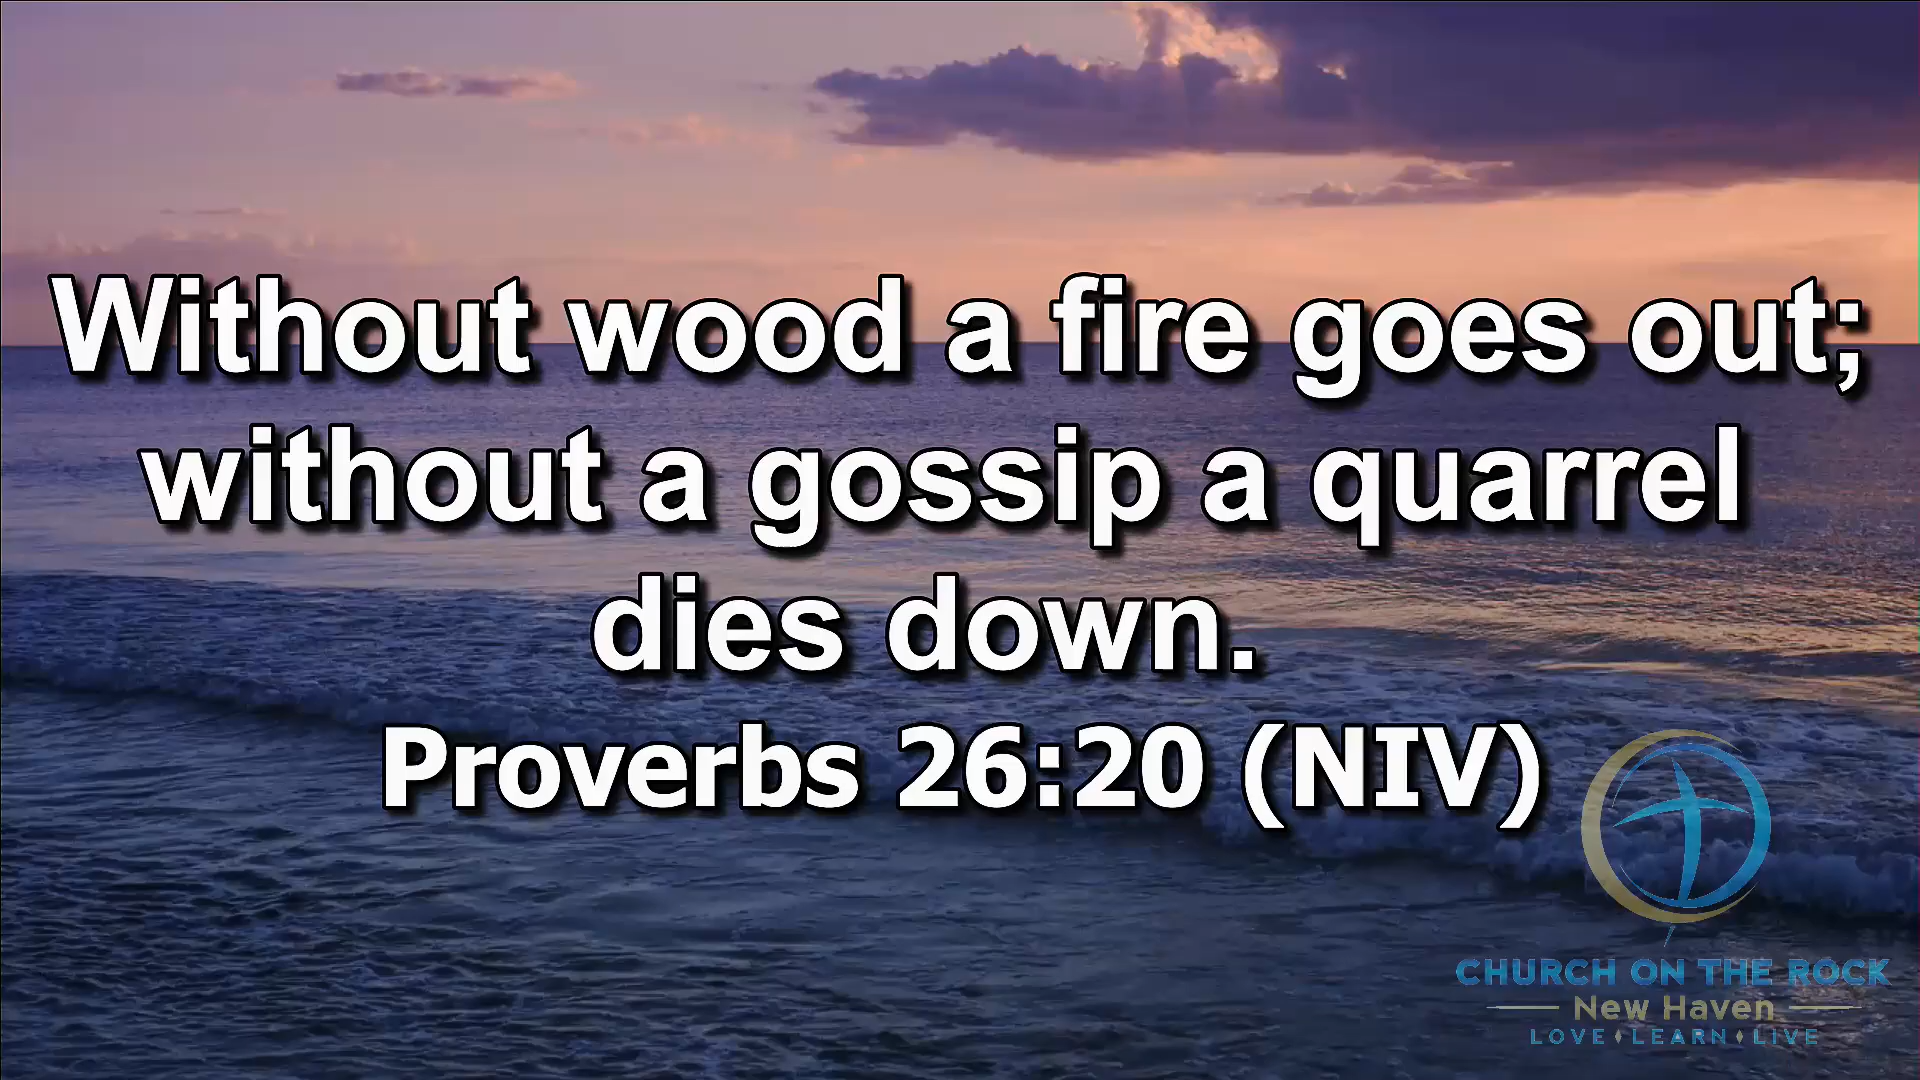 Without wood a fire goes out;
without a gossip a quarrel
dies down.
Proverbs 26:20 (NIV)
CHURCH ON THE ROCK
New Haven
LOVE LEARN LIVE